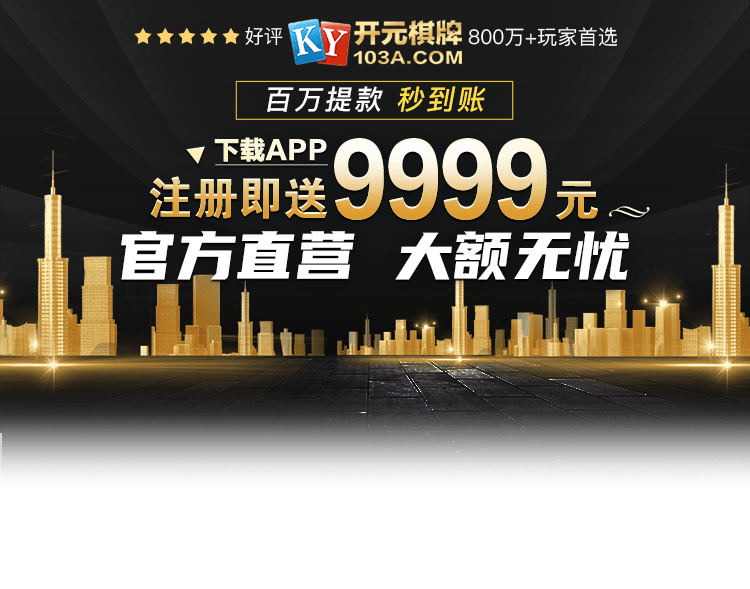 好评 KY 开元棋牌 800万+玩家首选
103A.COM
百万提款 秒到账
下载APP
注册即送9999元
官方直营 大额无忧